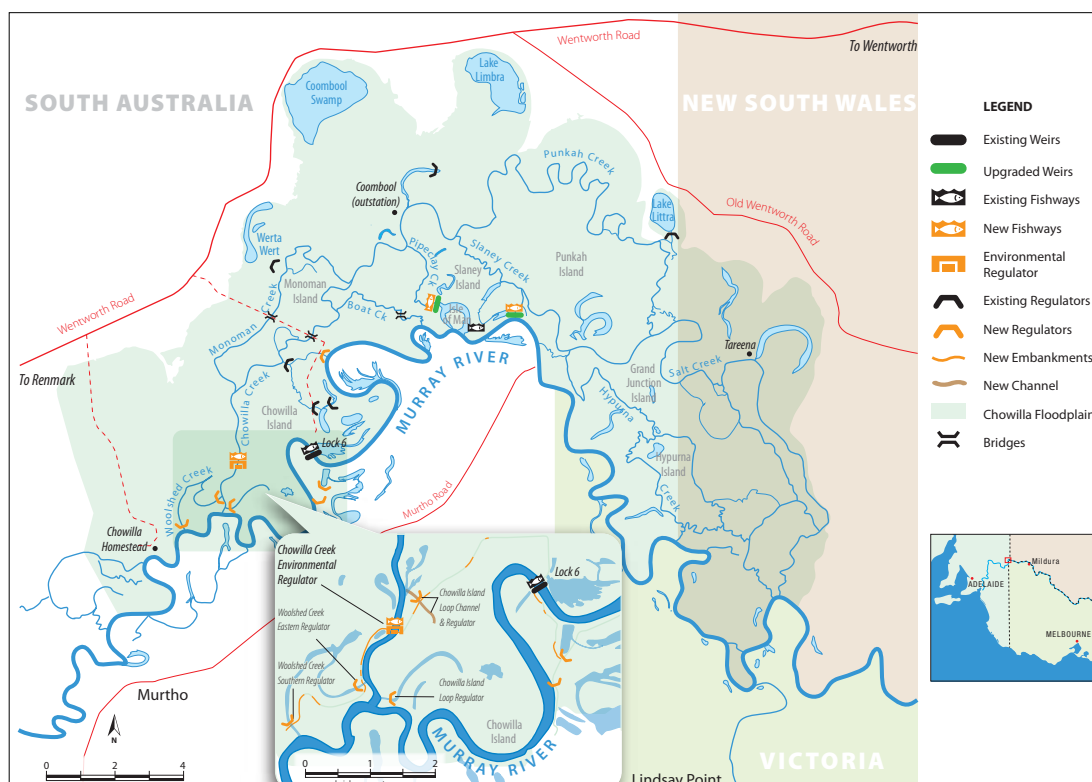 Wentworth Road
To Wentworth
SOUTH AUSTRALIA
NEW SOUTH WALES
Coombool
Swamp
Lake
Limbra
Punkah Creek
Coombool
(outstation)
Lake
Littra
Old Wentworth Road
Werta
Wert
Pipeclay Ck
Slaney Creek
Slaney
Island
Punkah
Island
Monoman
Island
Boat Ck
Isle
of Man
Monoman Creek
Wentworth Road
To Renmark
MURRAY RIVER
Tareena
Salt Creek
Grand
Junction
Island
Chowilla Creek
Chowilla
Island
Hypurna
Creek
Hypurna
Island
Lock 6
Murtho Road
Woolshed Creek
Chowilla
Homestead
Murtho
N
0 2 4
Chowilla Creek
Environmental
Regulator
Lock 6
Chowilla Island
Loop Channel
& Regulator
Woolshed Creek
Eastern Regulator
Woolshed Creek
Southern Regulator
Chowilla Island
Loop Regulator
Chowilla
Island
MURRAY RIVER
0 1 2
VICTORIA
Lindsay Point
LEGEND
Existing Weirs
Upgraded Weirs
Existing Fishways
New Fishways
Environmental
Regulator
Existing Regulators
New Regulators
New Embankments
New Channel
Chowilla Floodplain
Bridges
Mildura
ADELAIDE
MELBOURNE